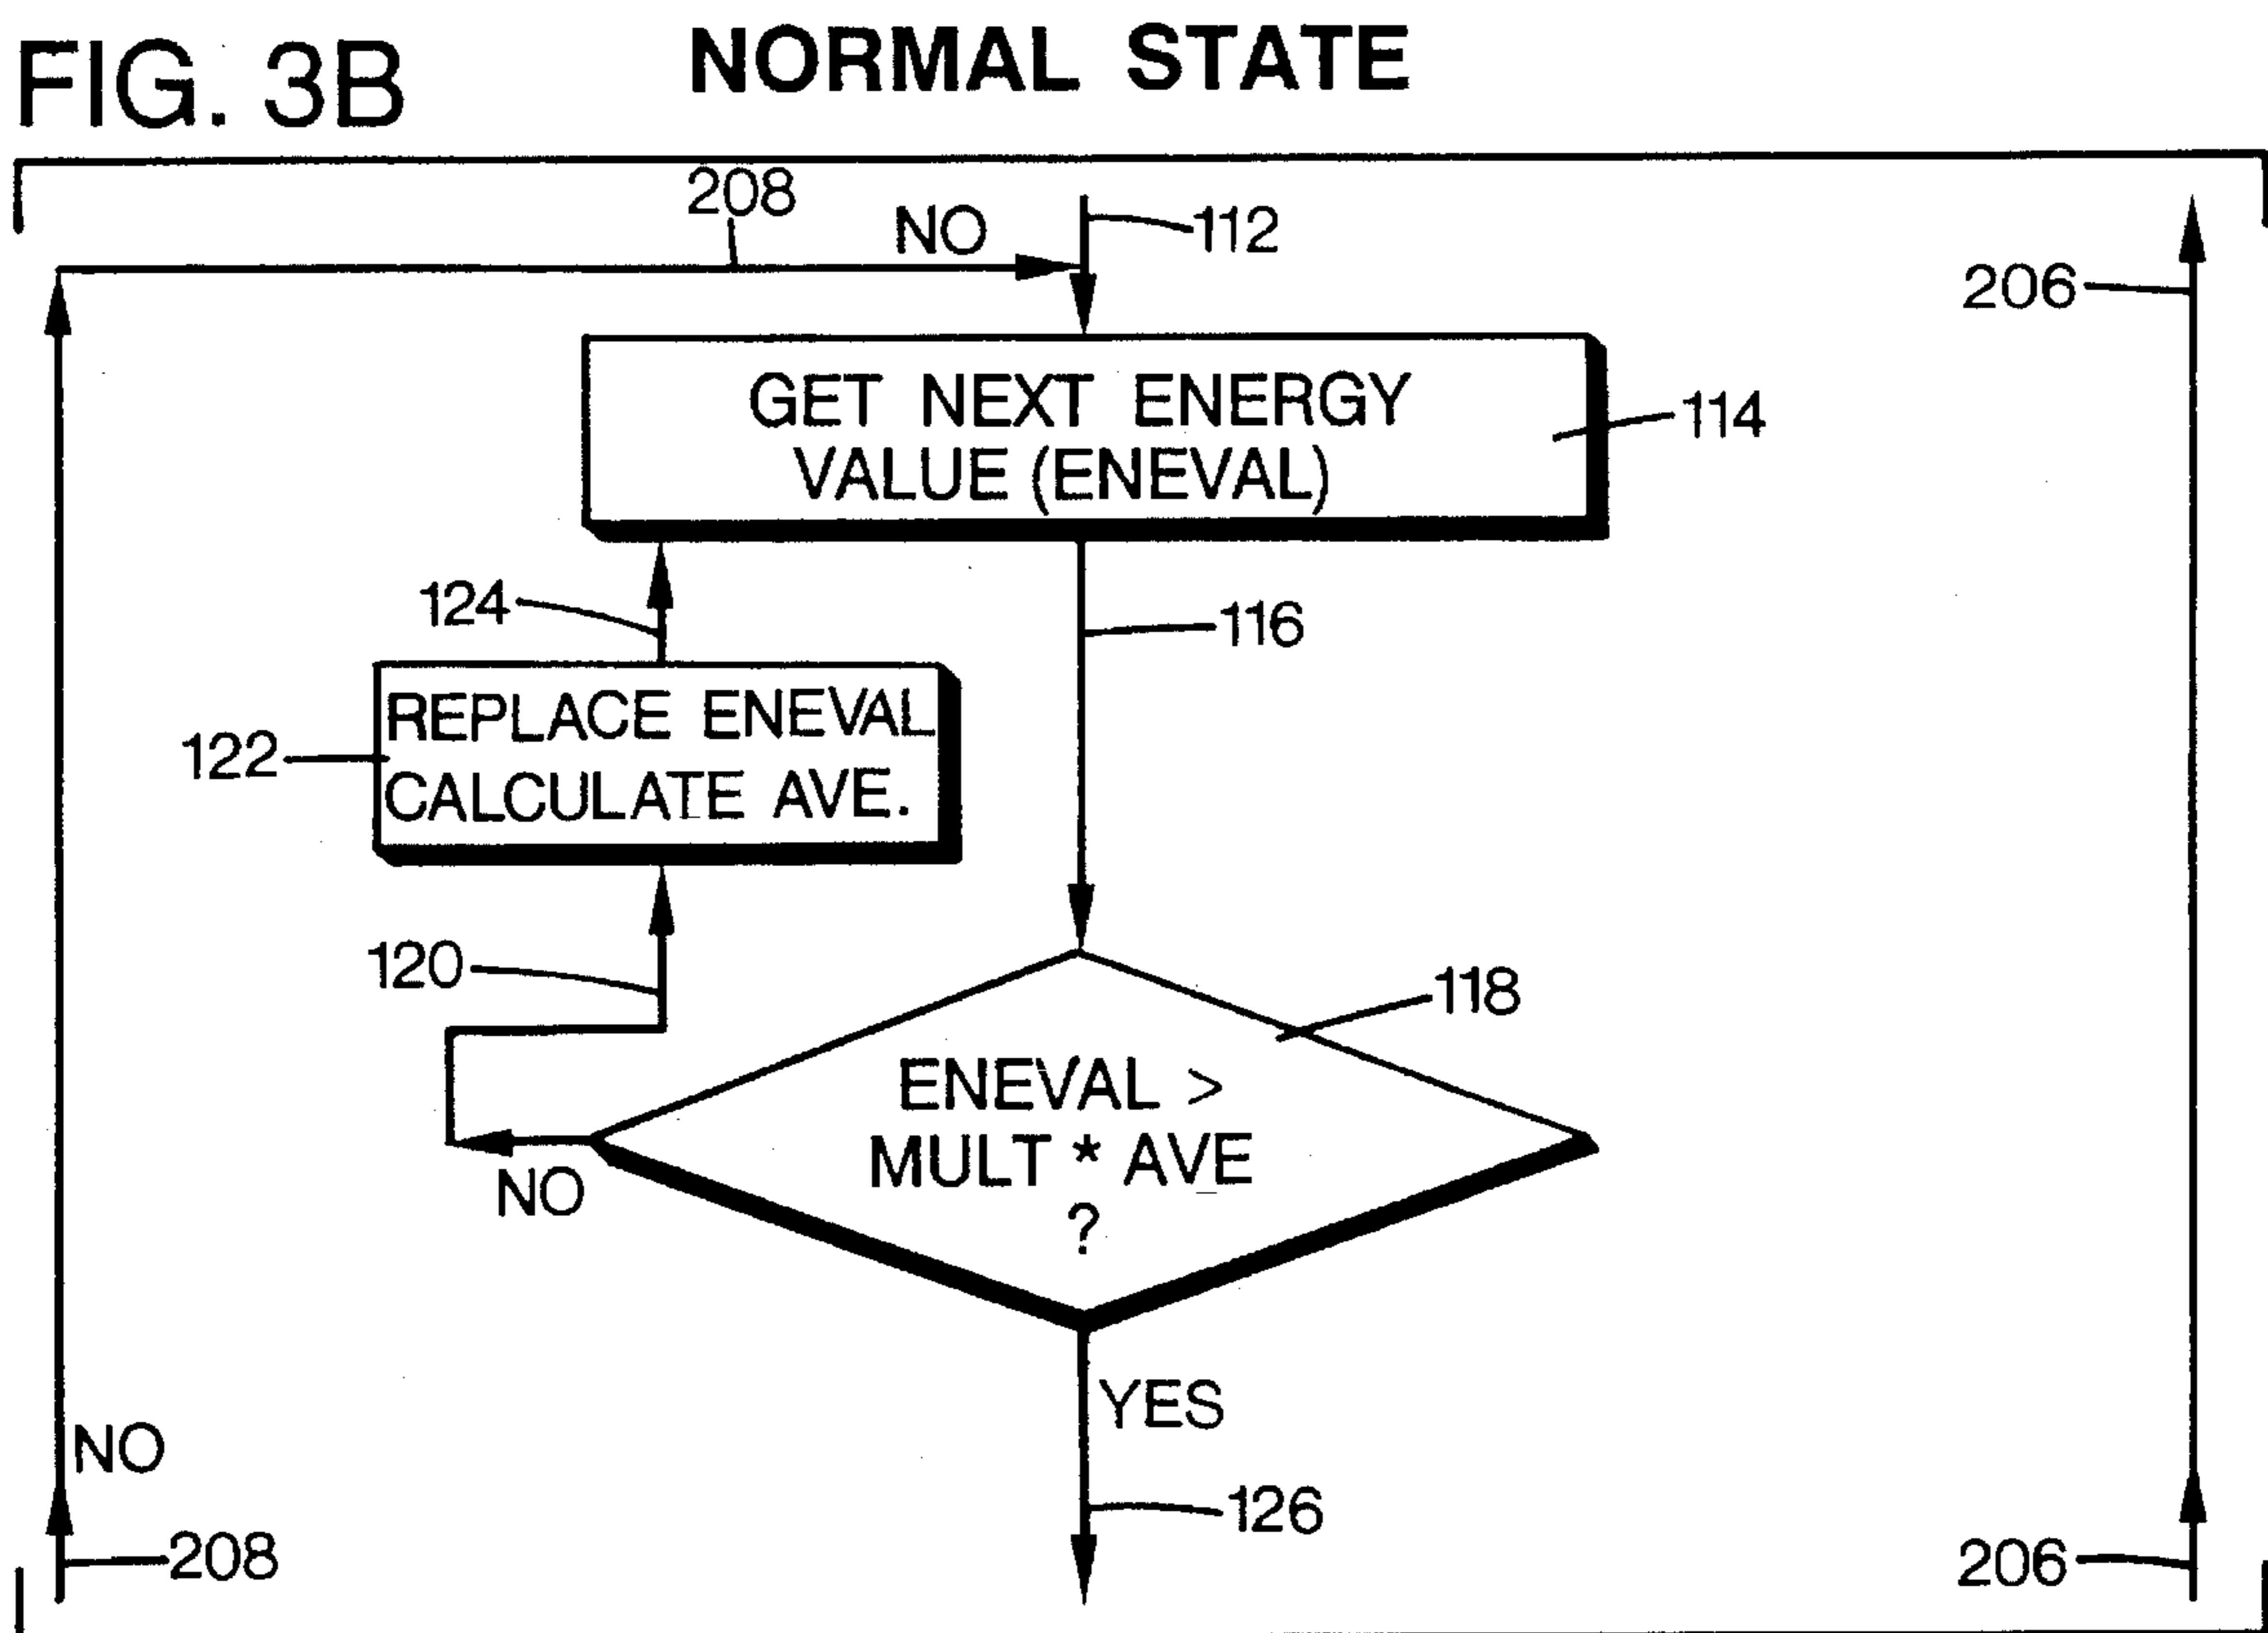 FIG. 3B
NORMAL STATE
208
NO
112
206
GET NEXT ENERGY
VALUE (ENEVAL)
114
124
116
REPLACE ENEVAL
CALCULATE AVE.
122
120
118
ENEVAL >
MULT * AVE
?
NO
YES
NO
126
208
206